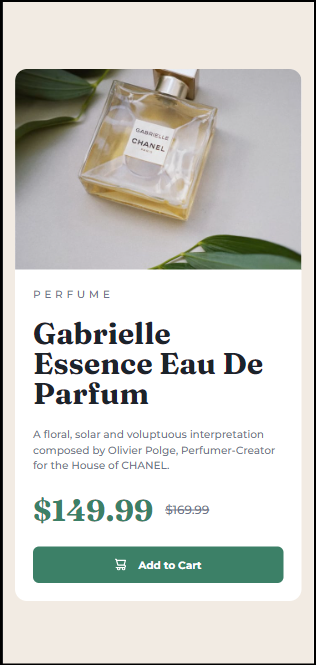 GABRIELLE
CHANEL
PARIS
PERFUME
Gabrielle
Essence Eau De
Parfum
A floral, solar and voluptuous interpretation
composed by Olivier Polge, Perfumer-Creator
for the House of CHANEL.
$149.99 $169.99
Add to Cart